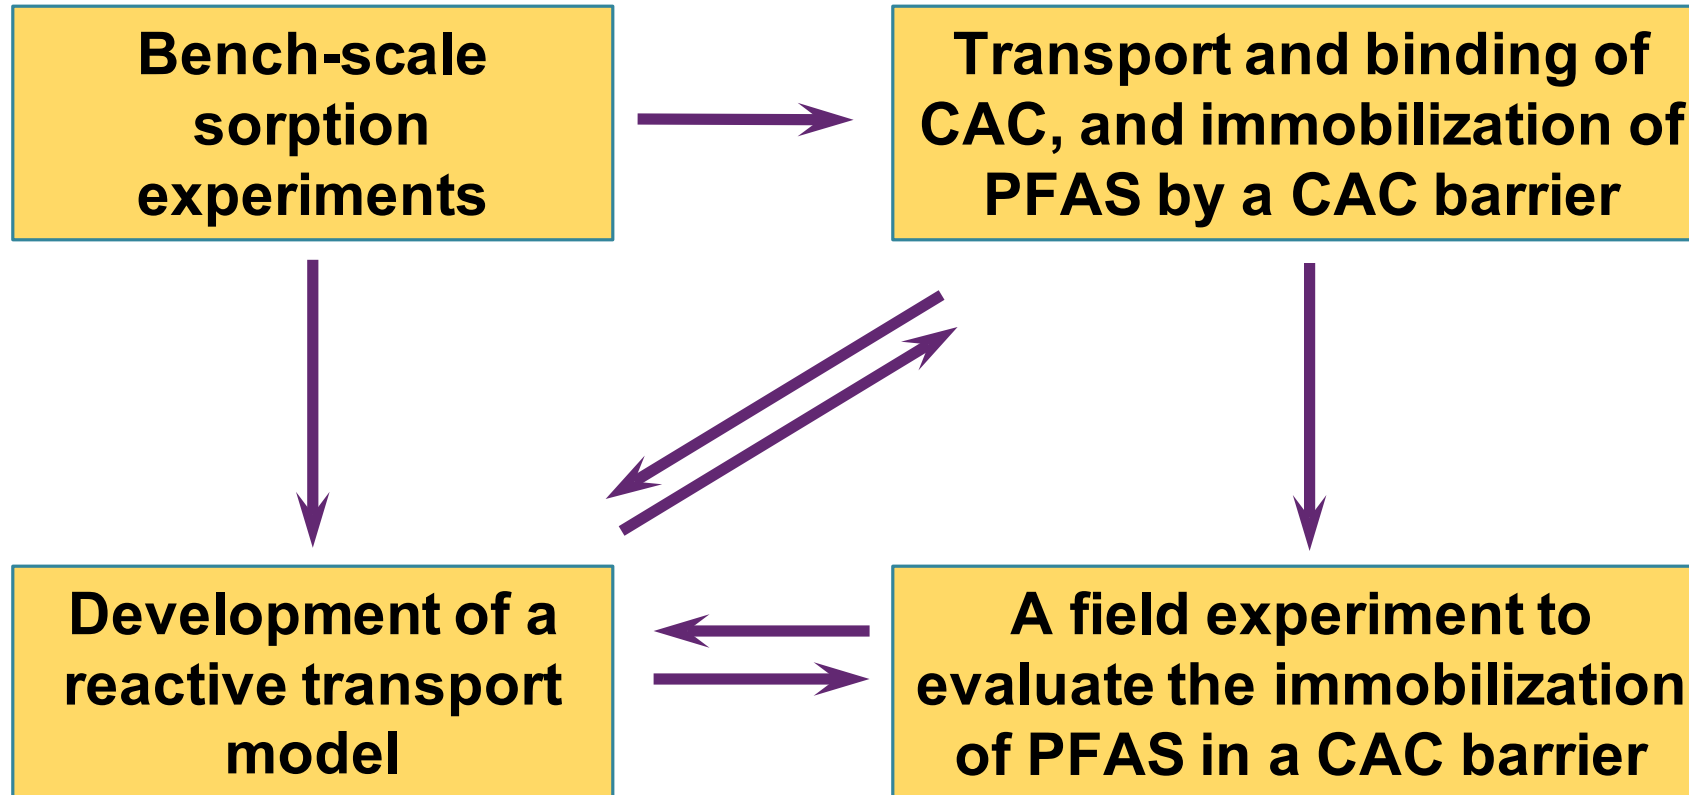 Bench-scale
sorption
experiments
Transport and binding of
CAC, and immobilization of
PFAS by a CAC barrier
Development of a
reactive transport
model
A field experiment to
evaluate the immobilization
of PFAS in a CAC barrier